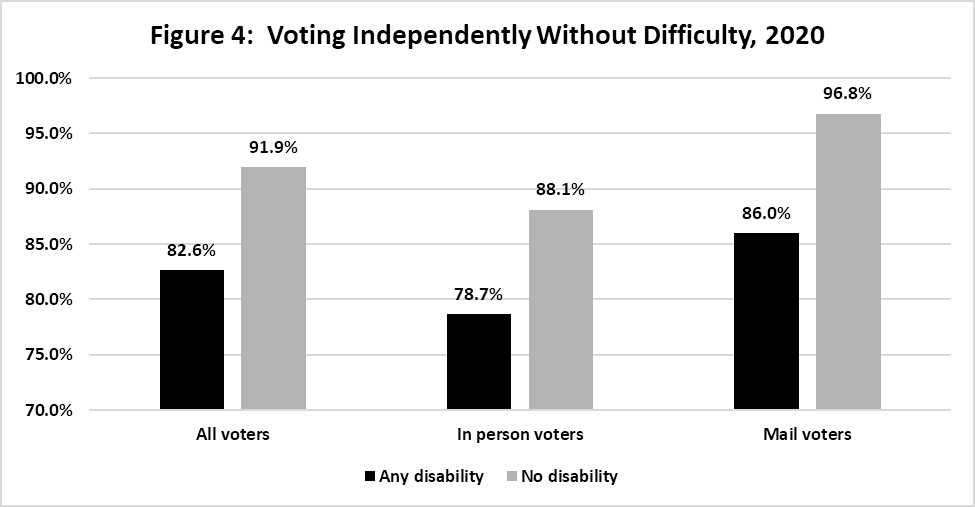 Figure 4:  Voting Independently Without Difficulty, 2020
100.0%
95.0%
90.0%
85.0%
80.0%
75.0%
70.0%
82.6%
91.9%
78.7%
88.1%
86.0%
96.8%
All voters
In person voters
Mail voters
Any disability
No disability